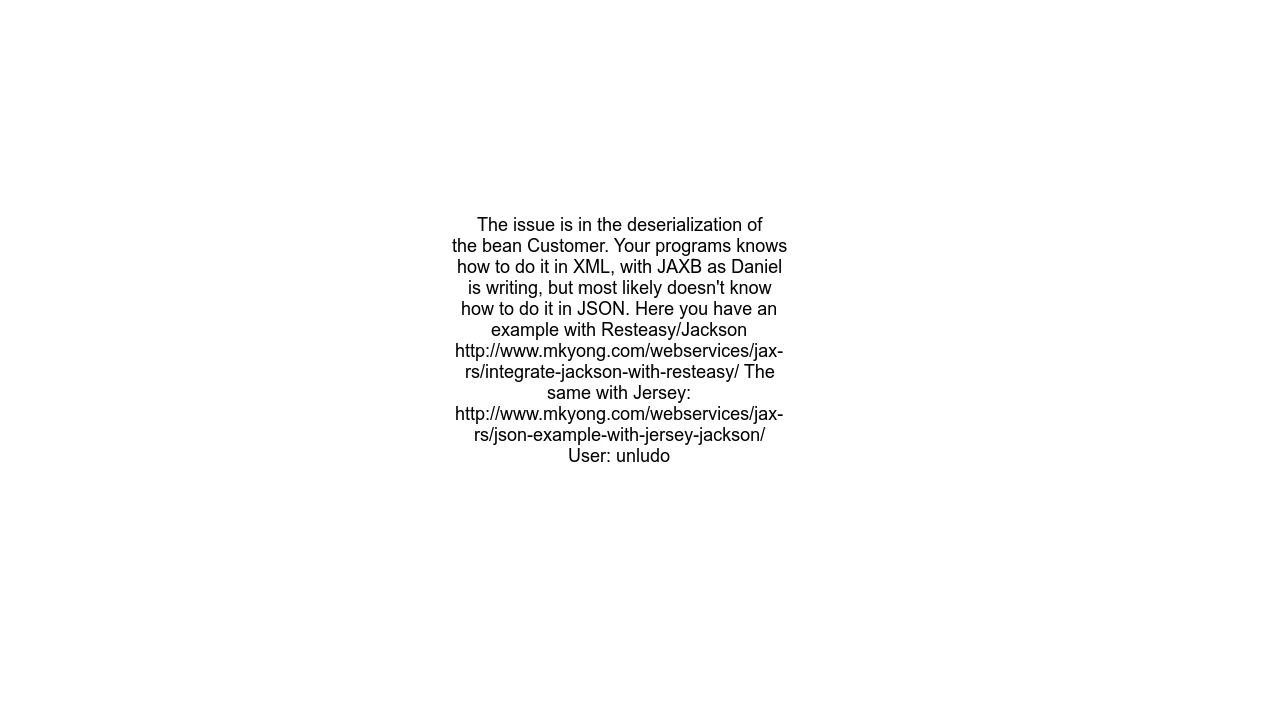 The issue is in the deserialization of
the bean Customer. Your programs knows
how to do it in XML, with JAXB as Daniel
is writing, but most likely doesn't know
how to do it in JSON. Here you have an
example with Resteasy/Jackson
http://www.mkyong.com/webservices/jax-
rs/integrate-jackson-with-resteasy/ The
same with Jersey:
http://www.mkyong.com/webservices/jax-
rs/json-example-with-jersey-jackson/
User: unludo